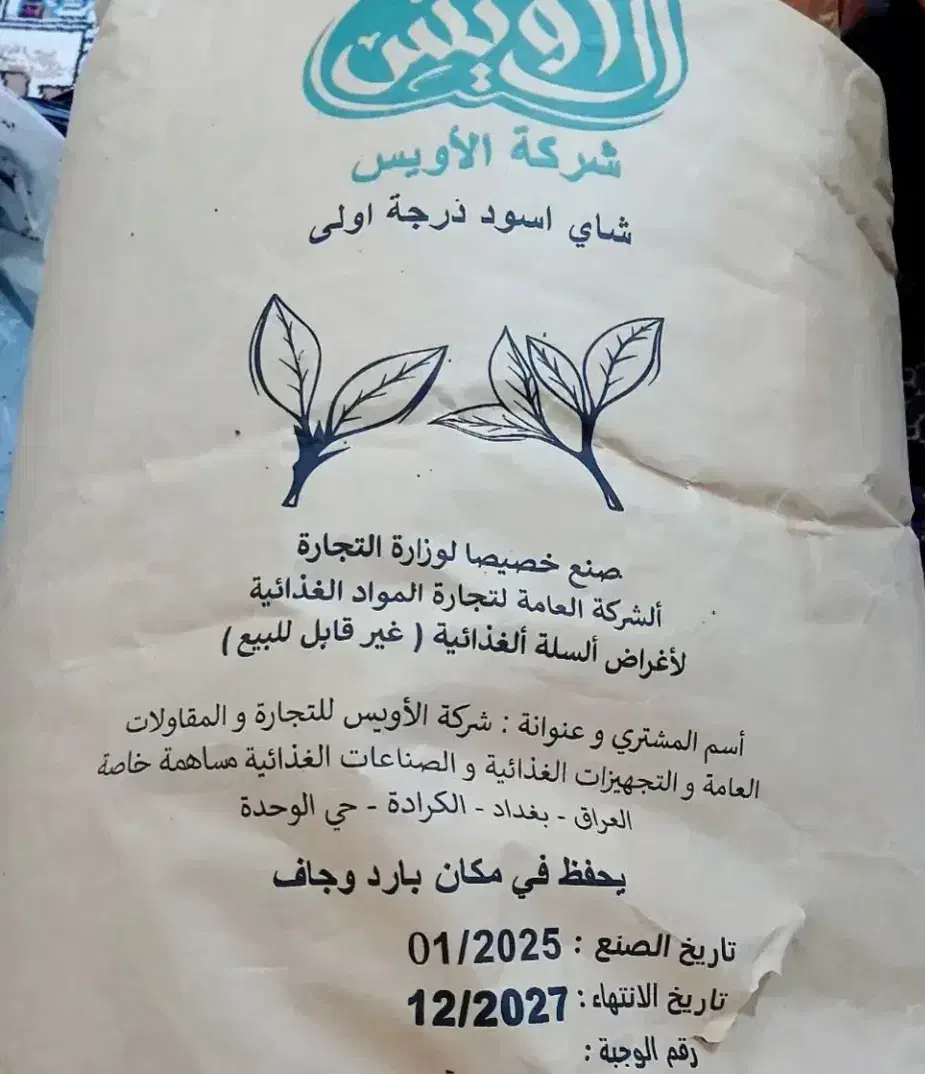 الأويس
شركة الأويس
شاي اسود ذرجة اولى
صنع خصيصا لوزارة التجارة
ألشركة العامة لتجارة المواد الغذائية
لأغراض ألسلة ألغذائية ( غير قابل للبيع )
أسم المشتري و عنوانة : شركة الأويس للتجارة و المقاولات
العامة و التجهيزات الغذائية و الصناعات الغذائية مساهمة خاصة
العراق - بغداد - الكرادة - حي الوحدة
يحفظ في مكان بارد وجاف
تاريخ الصنع : 01/2025
تاريخ الانتهاء : 12/2027
رقم الوجبة :